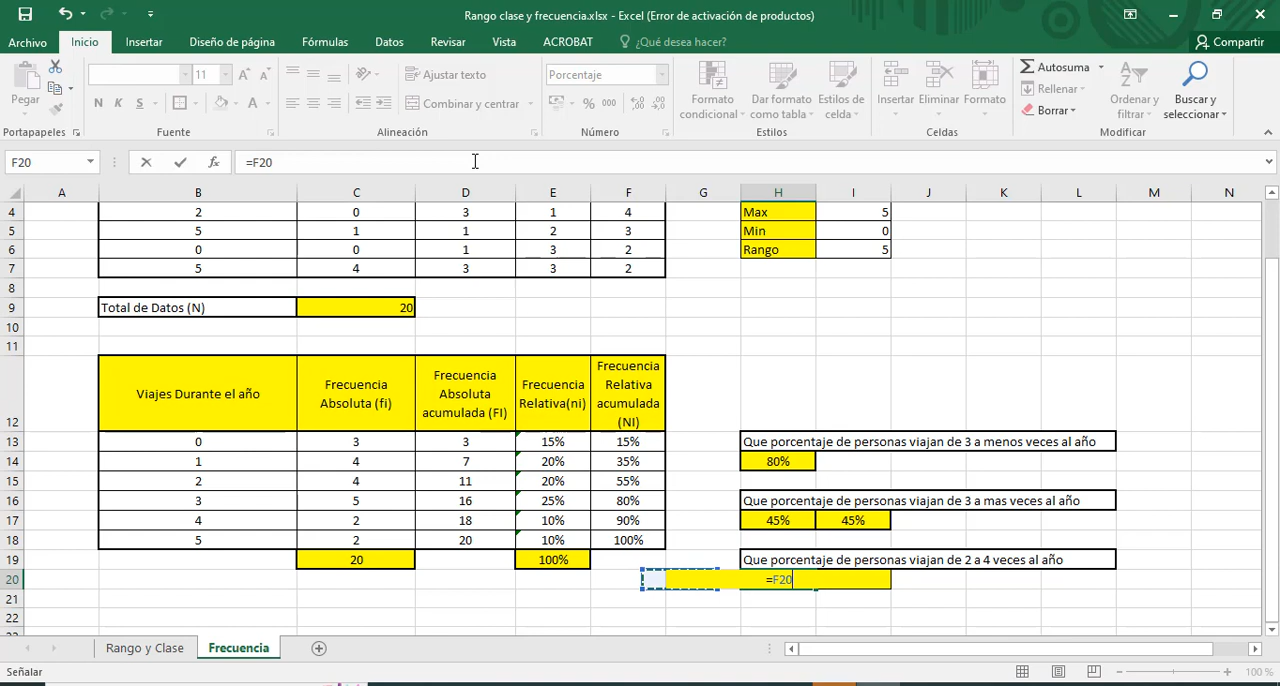 Rango clase y frecuencia.xlsx - Excel (Error de activación de productos)
Archivo Inicio Insertar Diseño de página Fórmulas Datos Revisar Vista ACROBAT ¿Qué desea hacer? Compartir
Pegar
11
N K S
Ajustar texto
Combinar y centrar
Porcentaje
% 000
Formato condicional
Dar formato como tabla
Estilos de celda
Insertar Eliminar Formato
Autosuma
Rellenar
Borrar
Ordenar y filtrar
Buscar y seleccionar
Portapapeles Fuente Alineación Número Estilos Celdas Modificar
F20 fx =F20
A B C D E F G H I J K L M N
4 2 0 3 1 4 Max 5
5 5 1 1 2 3 Min 0
6 0 0 1 3 2 Rango 5
7 5 4 3 3 2
8
9 Total de Datos (N) 20
10
11
12 Viajes Durante el año Frecuencia Absoluta (fi) Frecuencia Absoluta acumulada (FI) Frecuencia Relativa(ni) Frecuencia Relativa acumulada (NI)
13 0 3 3 15% 15% Que porcentaje de personas viajan de 3 a menos veces al año
14 1 4 7 20% 35% 80%
15 2 4 11 20% 55%
16 3 5 16 25% 80% Que porcentaje de personas viajan de 3 a mas veces al año
17 4 2 18 10% 90% 45% 45%
18 5 2 20 10% 100%
19 20 100% Que porcentaje de personas viajan de 2 a 4 veces al año
20 =F20
21
22
Rango y Clase Frecuencia
Señalar 100 %